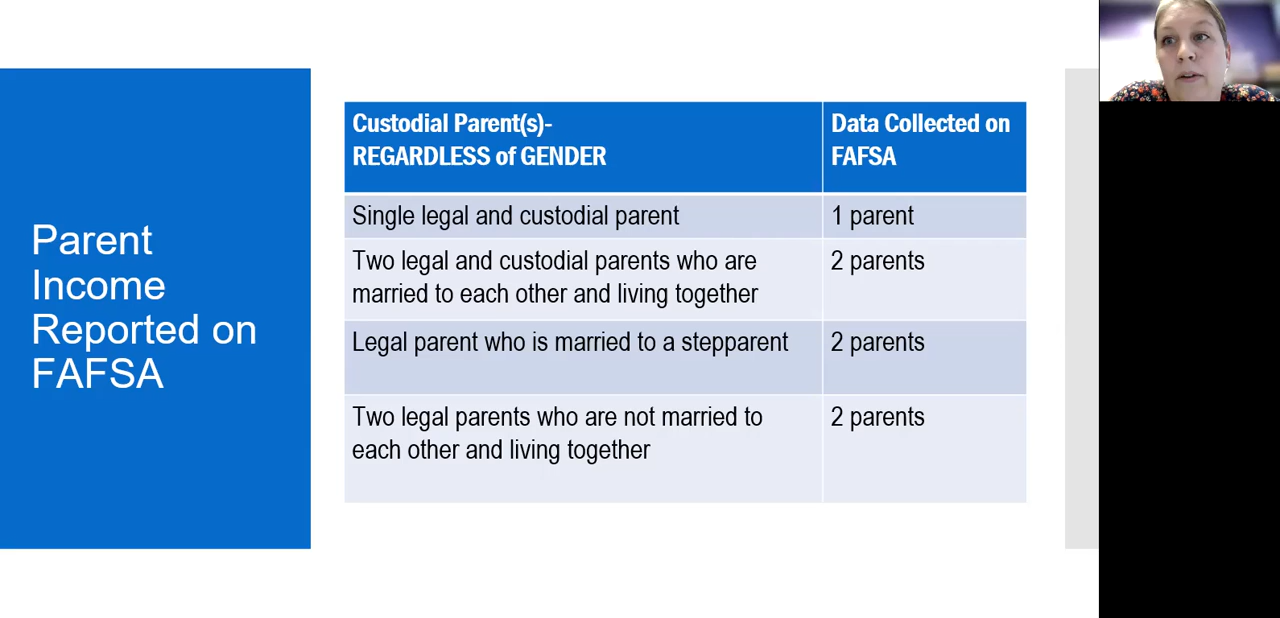 Parent
Income
Reported on
FAFSA
Custodial Parent(s)-
REGARDLESS of GENDER
Data Collected on
FAFSA
Single legal and custodial parent
1 parent
Two legal and custodial parents who are
married to each other and living together
2 parents
Legal parent who is married to a stepparent
2 parents
Two legal parents who are not married to
each other and living together
2 parents